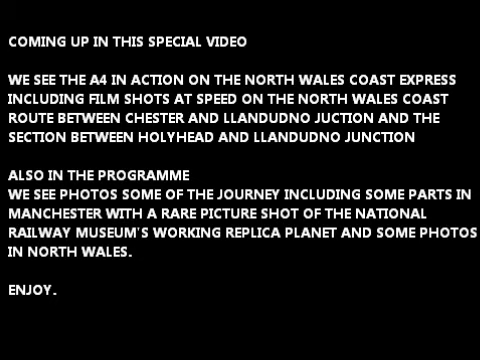 COMING UP IN THIS SPECIAL VIDEO
WE SEE THE A4 IN ACTION ON THE NORTH WALES COAST EXPRESS
INCLUDING FILM SHOTS AT SPEED ON THE NORTH WALES COAST
ROUTE BETWEEN CHESTER AND LLANDUDNO JUCTION AND THE
SECTION BETWEEN HOLYHEAD AND LLANDUDNO JUNCTION
ALSO IN THE PROGRAMME
WE SEE PHOTOS SOME OF THE JOURNEY INCLUDING SOME PARTS IN
MANCHESTER WITH A RARE PICTURE SHOT OF THE NATIONAL
RAILWAY MUSEUM'S WORKING REPLICA PLANET AND SOME PHOTOS
IN NORTH WALES.
ENJOY.